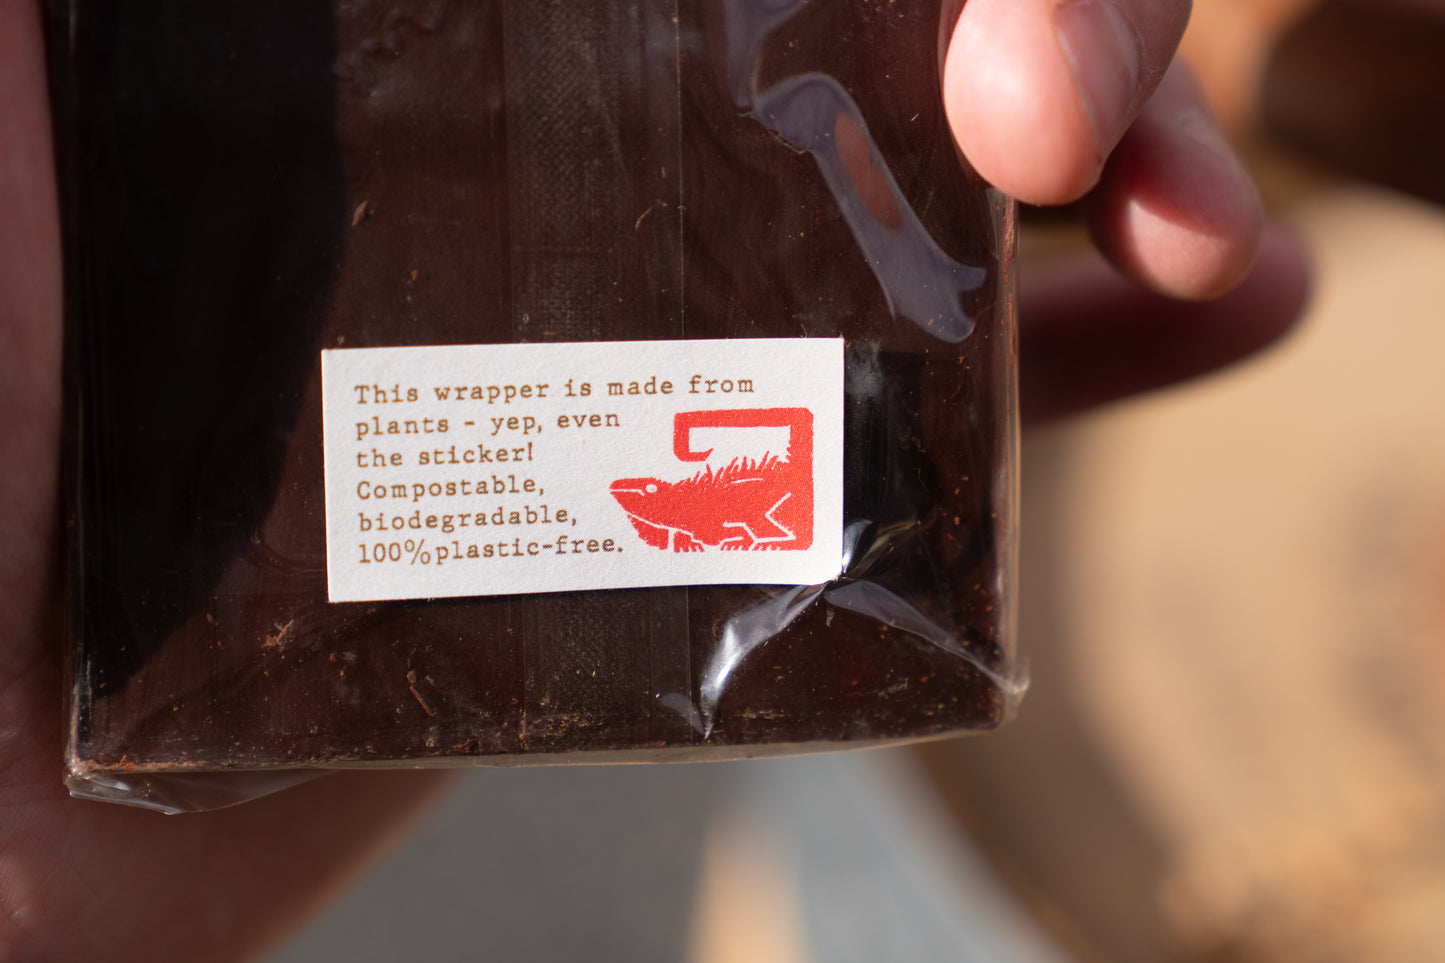 This wrapper is made from
plants - yep, even
the sticker!
Compostable,
biodegradable,
100% plastic-free.